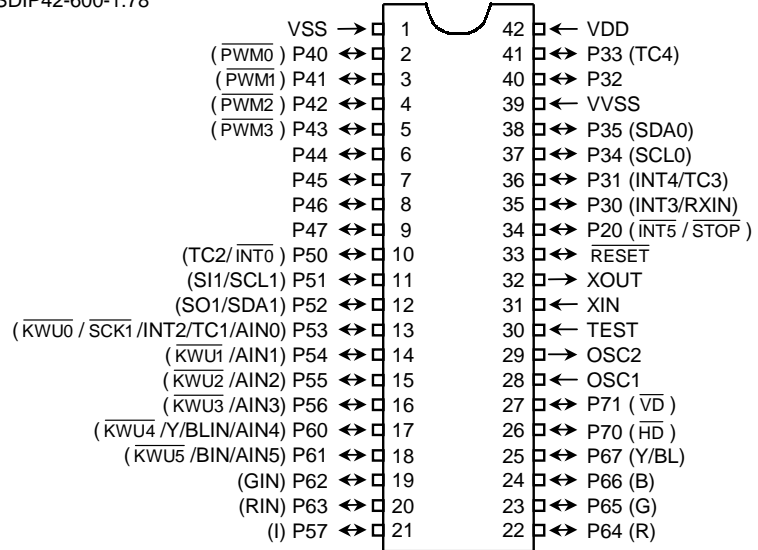 SDIP42-600-1.78
VSS → 1 42 ← VDD
( PWM0 ) P40 ↔ 2 41 ↔ P33 (TC4)
( PWM1 ) P41 ↔ 3 40 ↔ P32
( PWM2 ) P42 ↔ 4 39 ← VVSS
( PWM3 ) P43 ↔ 5 38 ↔ P35 (SDA0)
P44 ↔ 6 37 ↔ P34 (SCL0)
P45 ↔ 7 36 ↔ P31 (INT4/TC3)
P46 ↔ 8 35 ↔ P30 (INT3/RXIN)
P47 ↔ 9 34 ↔ P20 ( INT5 / STOP )
(TC2/ INT0 ) P50 ↔ 10 33 ↔ RESET
(SI1/SCL1) P51 ↔ 11 32 → XOUT
(SO1/SDA1) P52 ↔ 12 31 ← XIN
( KWU0 / SCK1 /INT2/TC1/AIN0) P53 ↔ 13 30 ← TEST
( KWU1 /AIN1) P54 ↔ 14 29 → OSC2
( KWU2 /AIN2) P55 ↔ 15 28 ← OSC1
( KWU3 /AIN3) P56 ↔ 16 27 ↔ P71 ( VD )
( KWU4 /Y/BLIN/AIN4) P60 ↔ 17 26 ↔ P70 ( HD )
( KWU5 /BIN/AIN5) P61 ↔ 18 25 ↔ P67 (Y/BL)
(GIN) P62 ↔ 19 24 ↔ P66 (B)
(RIN) P63 ↔ 20 23 ↔ P65 (G)
(I) P57 ↔ 21 22 ↔ P64 (R)